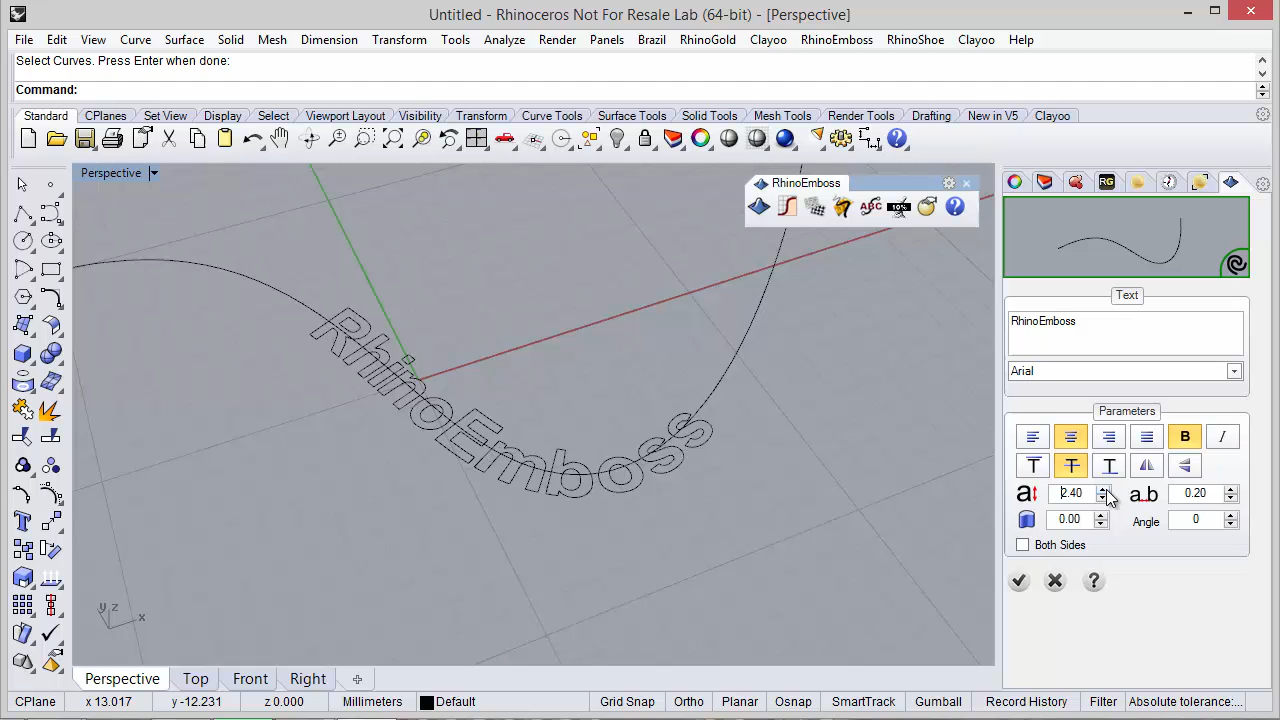 Untitled - Rhinoceros Not For Resale Lab (64-bit) - [Perspective]
File Edit View Curve Surface Solid Mesh Dimension Transform Tools Analyze Render Panels Brazil RhinoGold Clayoo RhinoEmboss RhinoShoe Clayoo Help
Select Curves. Press Enter when done:
Command:
Standard CPlanes Set View Display Select Viewport Layout Visibility Transform Curve Tools Surface Tools Solid Tools Mesh Tools Render Tools Drafting New in V5 Clayoo
Perspective
RhinoEmboss
ABC
10%
RG
RhinoEmboss
Text
RhinoEmboss
Arial
Parameters
B I
T T T
a 2.40 a..b 0.20
0.00 Angle 0
Both Sides
y z x
Perspective Top Front Right
CPlane x 13.017 y -12.231 z 0.000 Millimeters Default Grid Snap Ortho Planar Osnap SmartTrack Gumball Record History Filter Absolute tolerance...